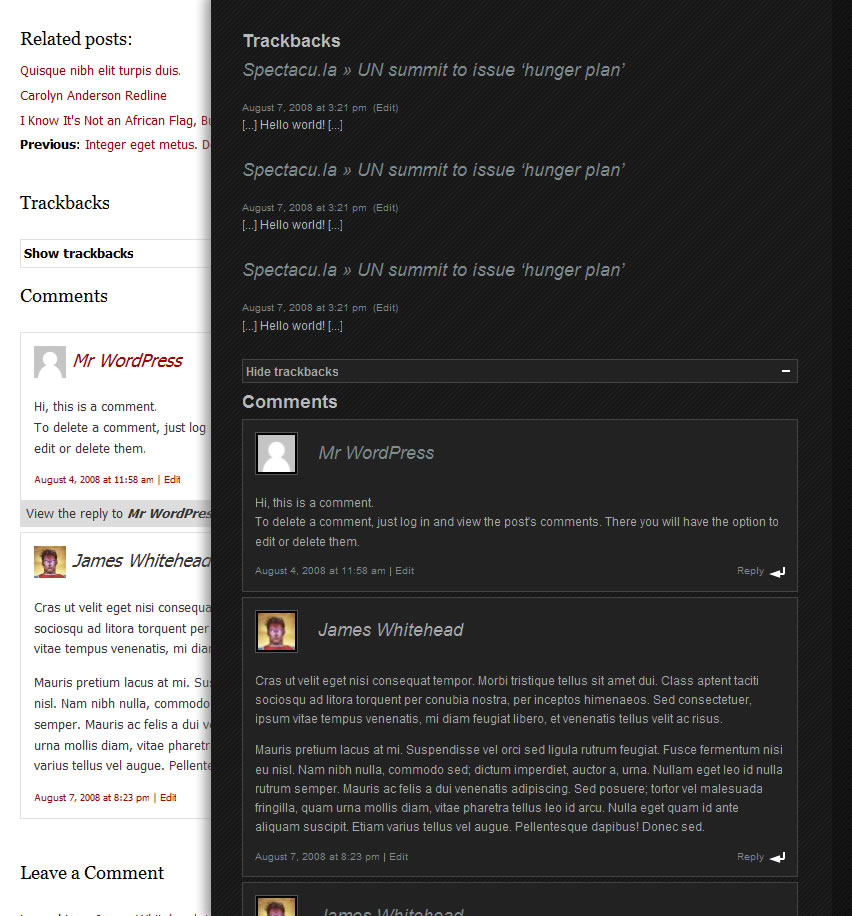 Related posts:
Quisque nibh elit turpis duis.
Carolyn Anderson Redline
I Know It's Not an African Flag,
Previous: Integer eget metus.
Trackbacks
Show trackbacks
Comments
Mr WordPress
Hi, this is a comment.
To delete a comment, just log
edit or delete them.
August 4, 2008 at 11:58 am | Edit
View the reply to Mr WordPres
James Whitehead
Cras ut velit eget nisi consequa
sociosqu ad litora torquent per
vitae tempus venenatis, mi dia
Mauris pretium lacus at mi. Su
nisl. Nam nibh nulla, commodo
semper. Mauris ac felis a dui v
urna mollis diam, vitae pharetr
varius tellus vel augue. Pellente
August 7, 2008 at 8:23 pm | Edit
Leave a Comment
Trackbacks
Spectacu.la » UN summit to issue ‘hunger plan’
August 7, 2008 at 3:21 pm (Edit)
[...] Hello world! [...]
Spectacu.la » UN summit to issue ‘hunger plan’
August 7, 2008 at 3:21 pm (Edit)
[...] Hello world! [...]
Spectacu.la » UN summit to issue ‘hunger plan’
August 7, 2008 at 3:21 pm (Edit)
[...] Hello world! [...]
Hide trackbacks
Comments
Mr WordPress
Hi, this is a comment.
To delete a comment, just log in and view the post's comments. There you will have the option to
edit or delete them.
August 4, 2008 at 11:58 am | Edit
Reply
James Whitehead
Cras ut velit eget nisi consequat tempor. Morbi tristique tellus sit amet dui. Class aptent taciti
sociosqu ad litora torquent per conubia nostra, per inceptos himenaeos. Sed consectetuer,
ipsum vitae tempus venenatis, mi diam feugiat libero, et venenatis tellus velit ac risus.
Mauris pretium lacus at mi. Suspendisse vel orci sed ligula rutrum feugiat. Fusce fermentum nisi
eu nisl. Nam nibh nulla, commodo sed; dictum imperdiet, auctor a, urna. Nullam eget leo id nulla
rutrum semper. Mauris ac felis a dui venenatis adipiscing. Sed posuere; tortor vel malesuada
fringilla, quam urna mollis diam, vitae pharetra tellus leo id arcu. Nulla eget quam id ante
aliquam suscipit. Etiam varius tellus vel augue. Pellentesque dapibus! Donec sed.
August 7, 2008 at 8:23 pm | Edit
Reply
James Whitehead